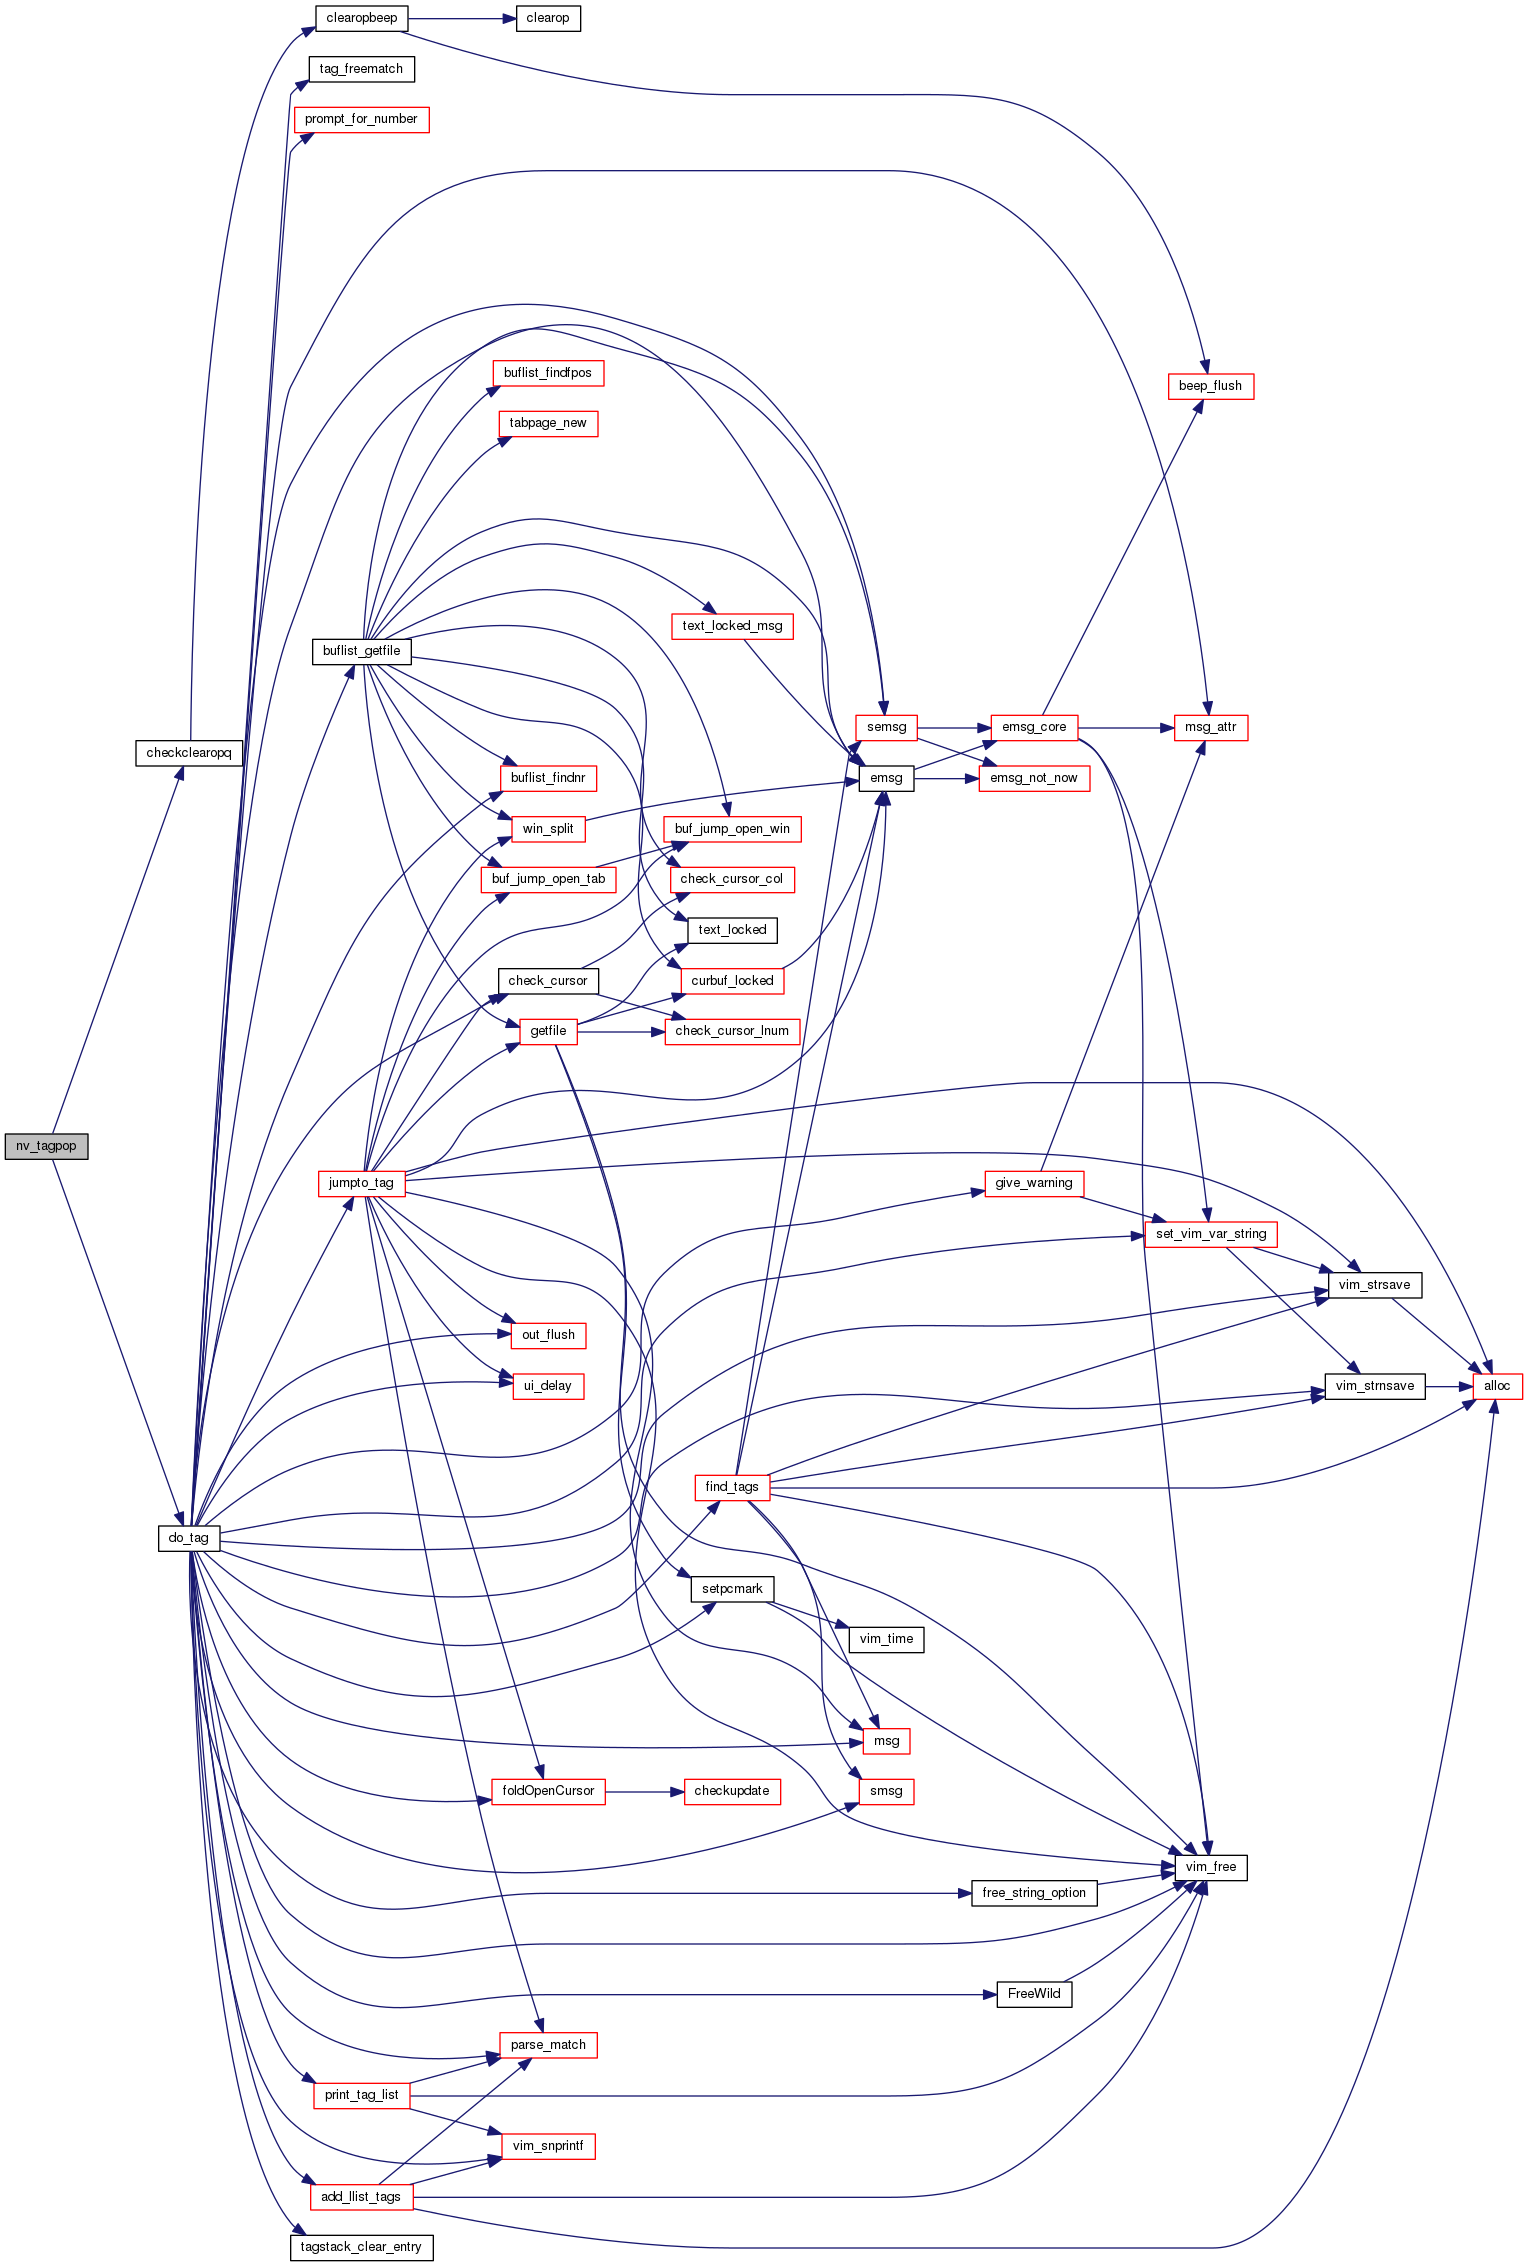 clearopbeep
clearop
tag_freematch
prompt_for_number
buflist_findfpos
beep_flush
tabpage_new
text_locked_msg
buflist_getfile
semsg
emsg_core
msg_attr
checkclearopq
buflist_findnr
emsg
emsg_not_now
win_split
buf_jump_open_win
buf_jump_open_tab
check_cursor_col
text_locked
check_cursor
curbuf_locked
getfile
check_cursor_lnum
nv_tagpop
jumpto_tag
give_warning
set_vim_var_string
vim_strsave
out_flush
ui_delay
vim_strnsave
alloc
find_tags
do_tag
setpcmark
vim_time
msg
foldOpenCursor
checkupdate
smsg
vim_free
free_string_option
FreeWild
parse_match
print_tag_list
vim_snprintf
add_llist_tags
tagstack_clear_entry